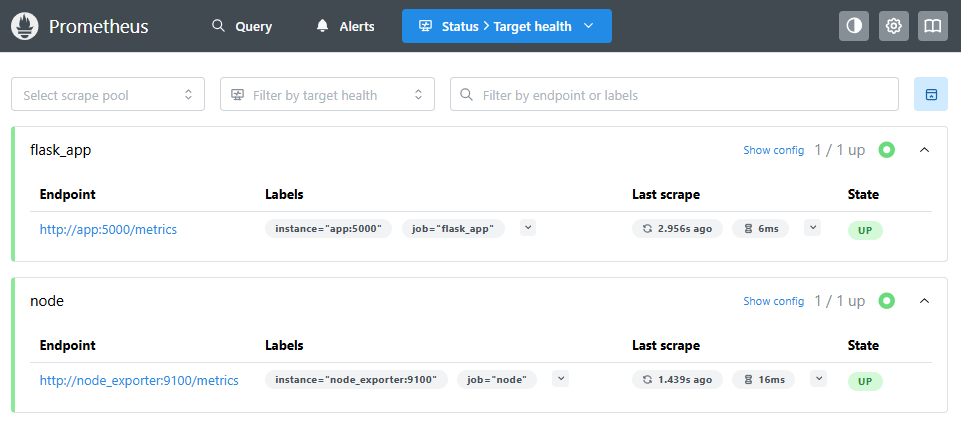 Prometheus Query Alerts Status > Target health
Select scrape pool Filter by target health Filter by endpoint or labels
flask_app Show config 1 / 1 up
Endpoint Labels Last scrape State
http://app:5000/metrics instance="app:5000" job="flask_app" 2.956s ago 6ms UP
node Show config 1 / 1 up
Endpoint Labels Last scrape State
http://node_exporter:9100/metrics instance="node_exporter:9100" job="node" 1.439s ago 16ms UP